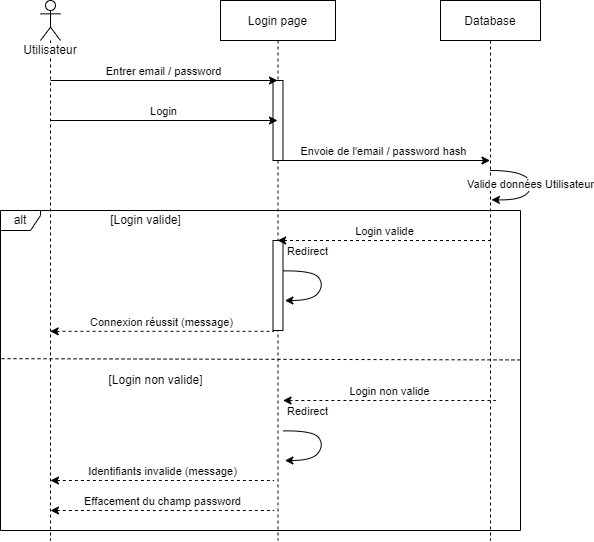 Utilisateur
Login page
Database
Entrer email / password
Login
Envoie de l'email / password hash
Valide données Utilisateur
alt
[Login valide]
Login valide
Redirect
Connexion réussit (message)
[Login non valide]
Login non valide
Redirect
Identifiants invalide (message)
Effacement du champ password